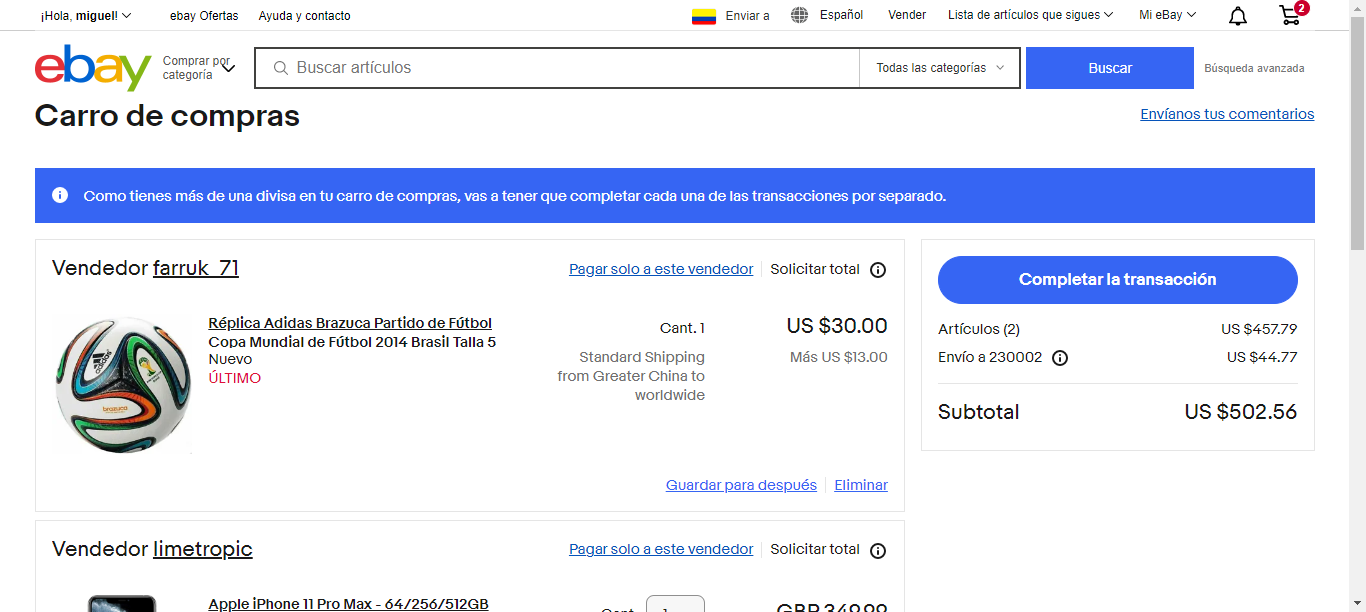 ¡Hola, miguel! ebay Ofertas Ayuda y contacto Enviar a Español Vender Lista de artículos que sigues Mi eBay 2
ebay Comprar por categoría Buscar artículos Todas las categorías Buscar Búsqueda avanzada
Carro de compras Envíanos tus comentarios
Como tienes más de una divisa en tu carro de compras, vas a tener que completar cada una de las transacciones por separado.
Vendedor farruk_71 Pagar solo a este vendedor Solicitar total
adidas
brazuca
Réplica Adidas Brazuca Partido de Fútbol
Copa Mundial de Fútbol 2014 Brasil Talla 5
Nuevo
ÚLTIMO
Cant. 1 US $30.00
Standard Shipping Más US $13.00
from Greater China to
worldwide
Guardar para después Eliminar
Completar la transacción
Artículos (2) US $457.79
Envío a 230002 US $44.77
Subtotal US $502.56
Vendedor limetropic Pagar solo a este vendedor Solicitar total
Apple iPhone 11 Pro Max - 64/256/512GB
Cant. 1 GBP 349.99